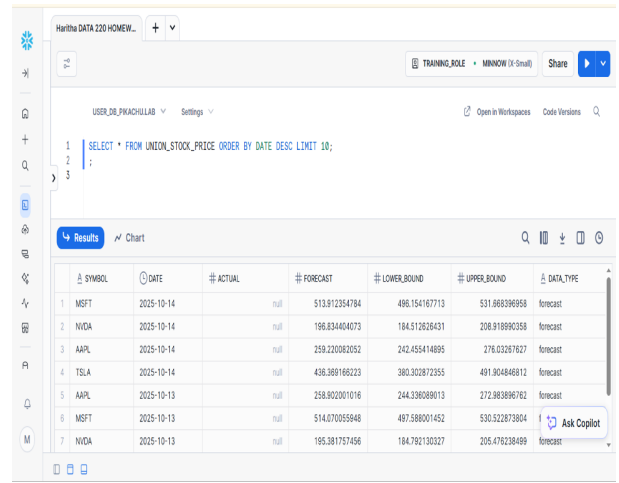 Haritha DATA 220 HOMEW...
TRAINING_ROLE • MINNOW (X-Small) Share
USER_DB_PIKACHU.LAB Settings Open in Workspaces Code Versions
1 SELECT * FROM UNION_STOCK_PRICE ORDER BY DATE DESC LIMIT 10;
2 ;
3
Results Chart
A SYMBOL DATE # ACTUAL # FORECAST # LOWER_BOUND # UPPER_BOUND A DATA_TYPE
1 MSFT 2025-10-14 null 513.912354784 496.154167713 531.668396958 forecast
2 NVDA 2025-10-14 null 196.834404073 184.512626431 208.918990358 forecast
3 AAPL 2025-10-14 null 259.220082052 242.455414895 276.03267627 forecast
4 TSLA 2025-10-14 null 436.369166223 380.302872355 491.904846812 forecast
5 AAPL 2025-10-13 null 258.902001016 244.336089013 272.983896762 forecast
6 MSFT 2025-10-13 null 514.070055948 497.588001452 530.522873804 f
Ask Copilot
7 NVDA 2025-10-13 null 195.381757456 184.792130327 205.476238499 forecast
M